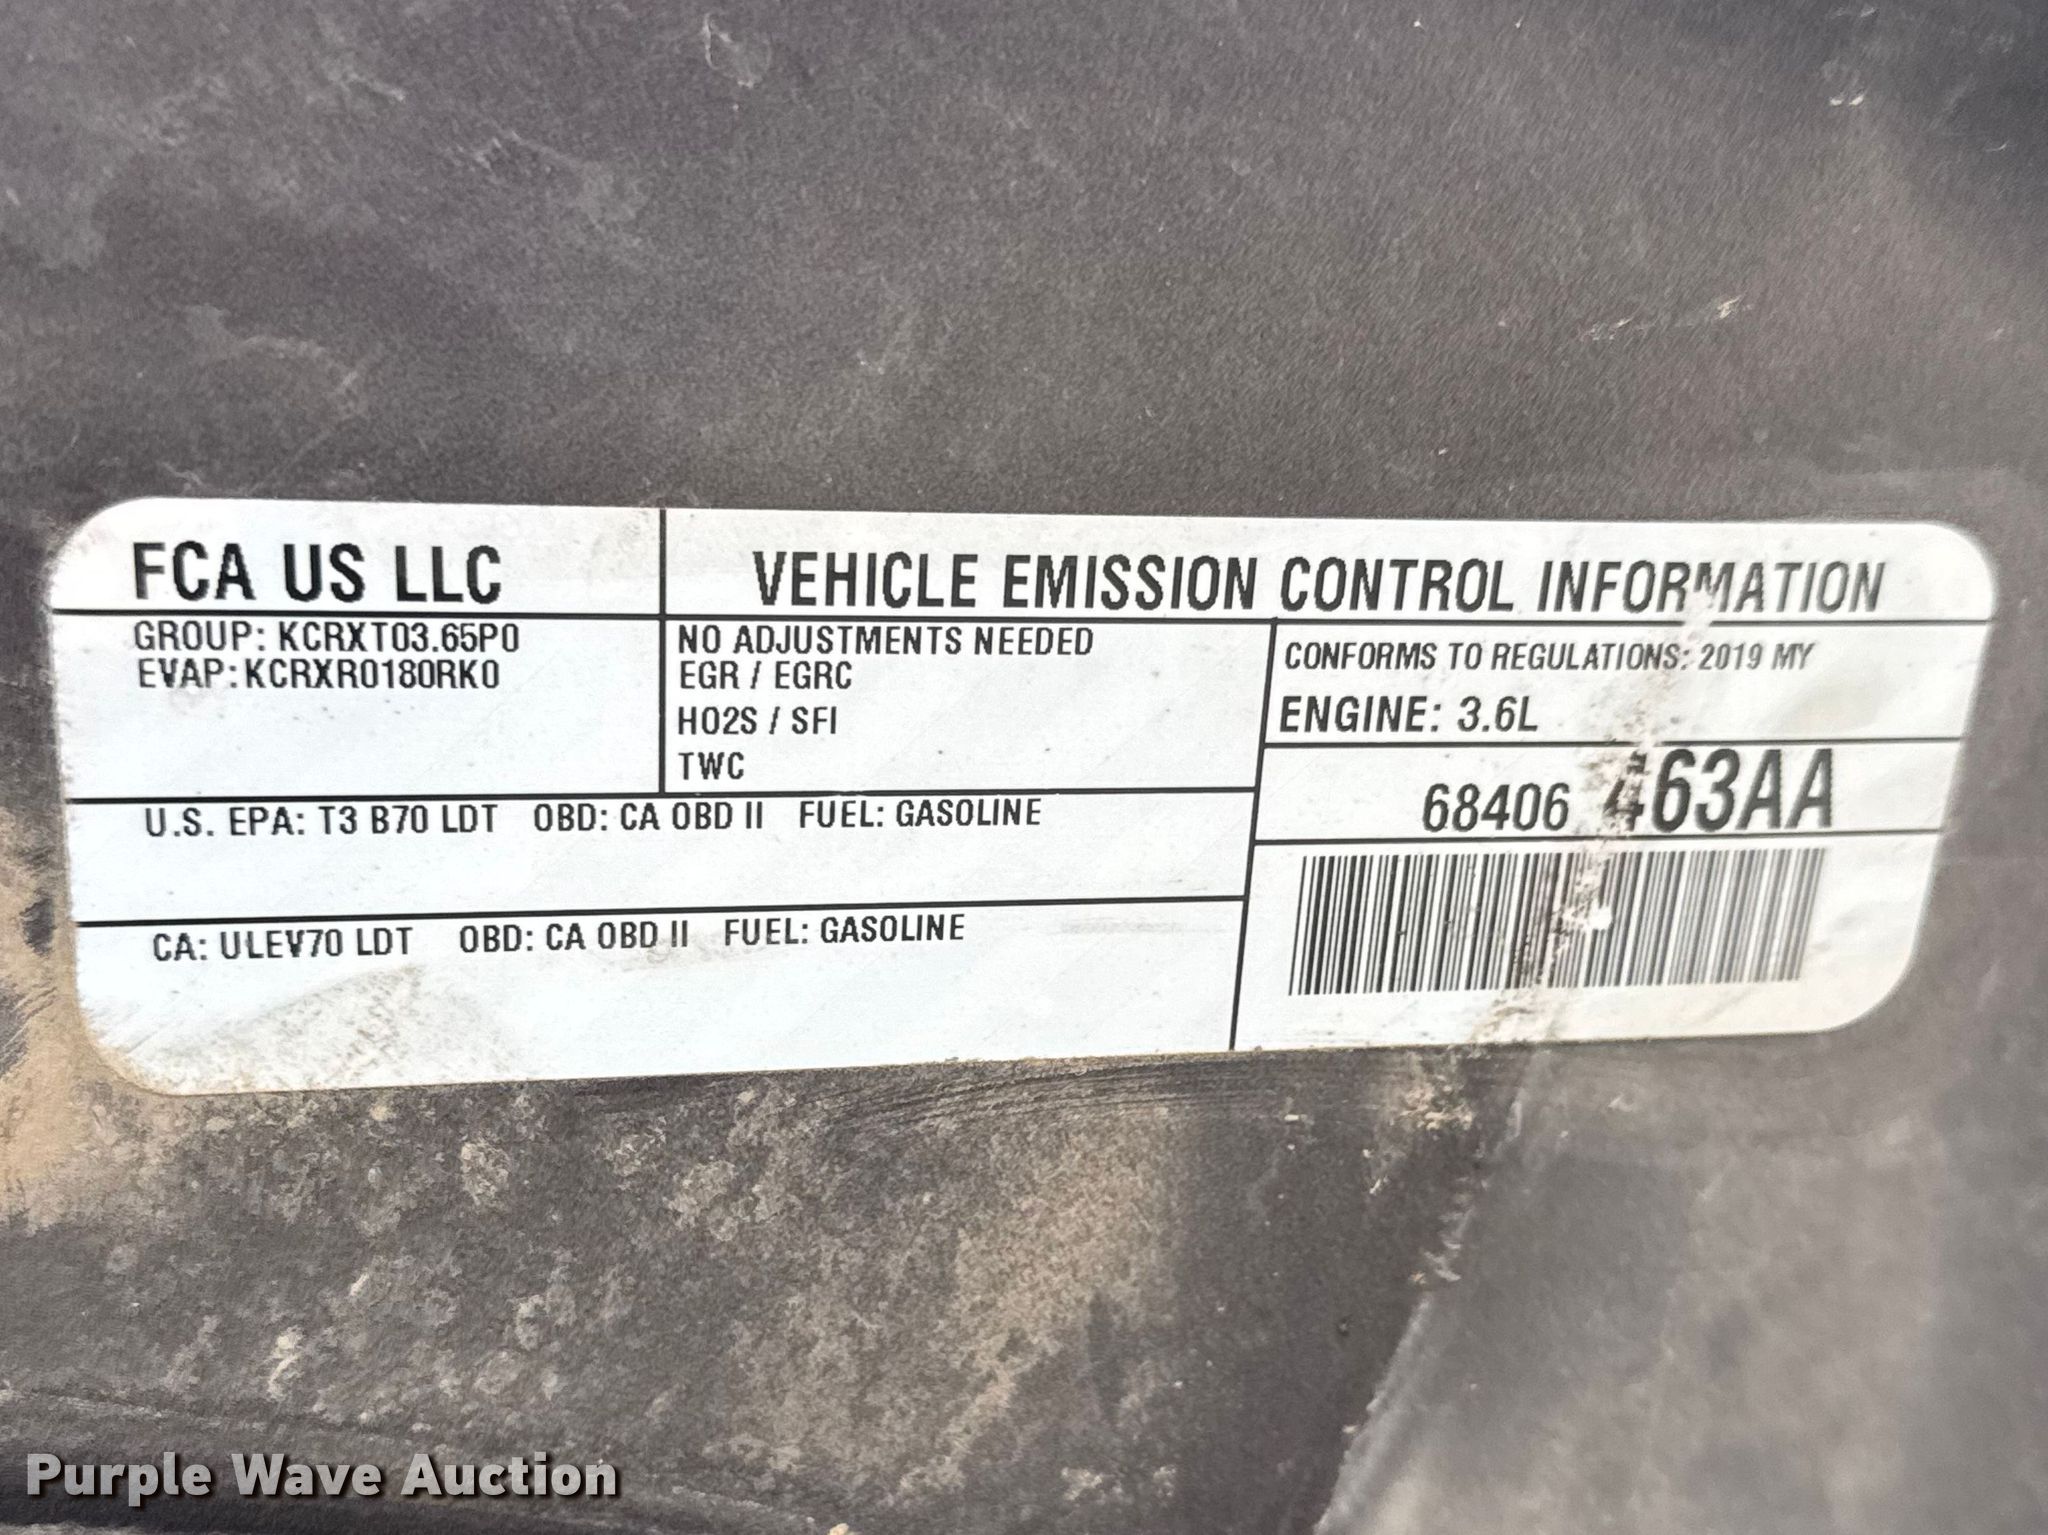 FCA US LLC
VEHICLE EMISSION CONTROL INFORMATION
GROUP: KCRXT03.65P0
EVAP: KCRXR0180RK0
NO ADJUSTMENTS NEEDED
EGR / EGRC
HO2S / SFI
TWC
CONFORMS TO REGULATIONS: 2019 MY
ENGINE: 3.6L
68406 463AA
U.S. EPA: T3 B70 LDT OBD: CA OBD II FUEL: GASOLINE
CA: ULEV70 LDT OBD: CA OBD II FUEL: GASOLINE
Purple Wave Auction